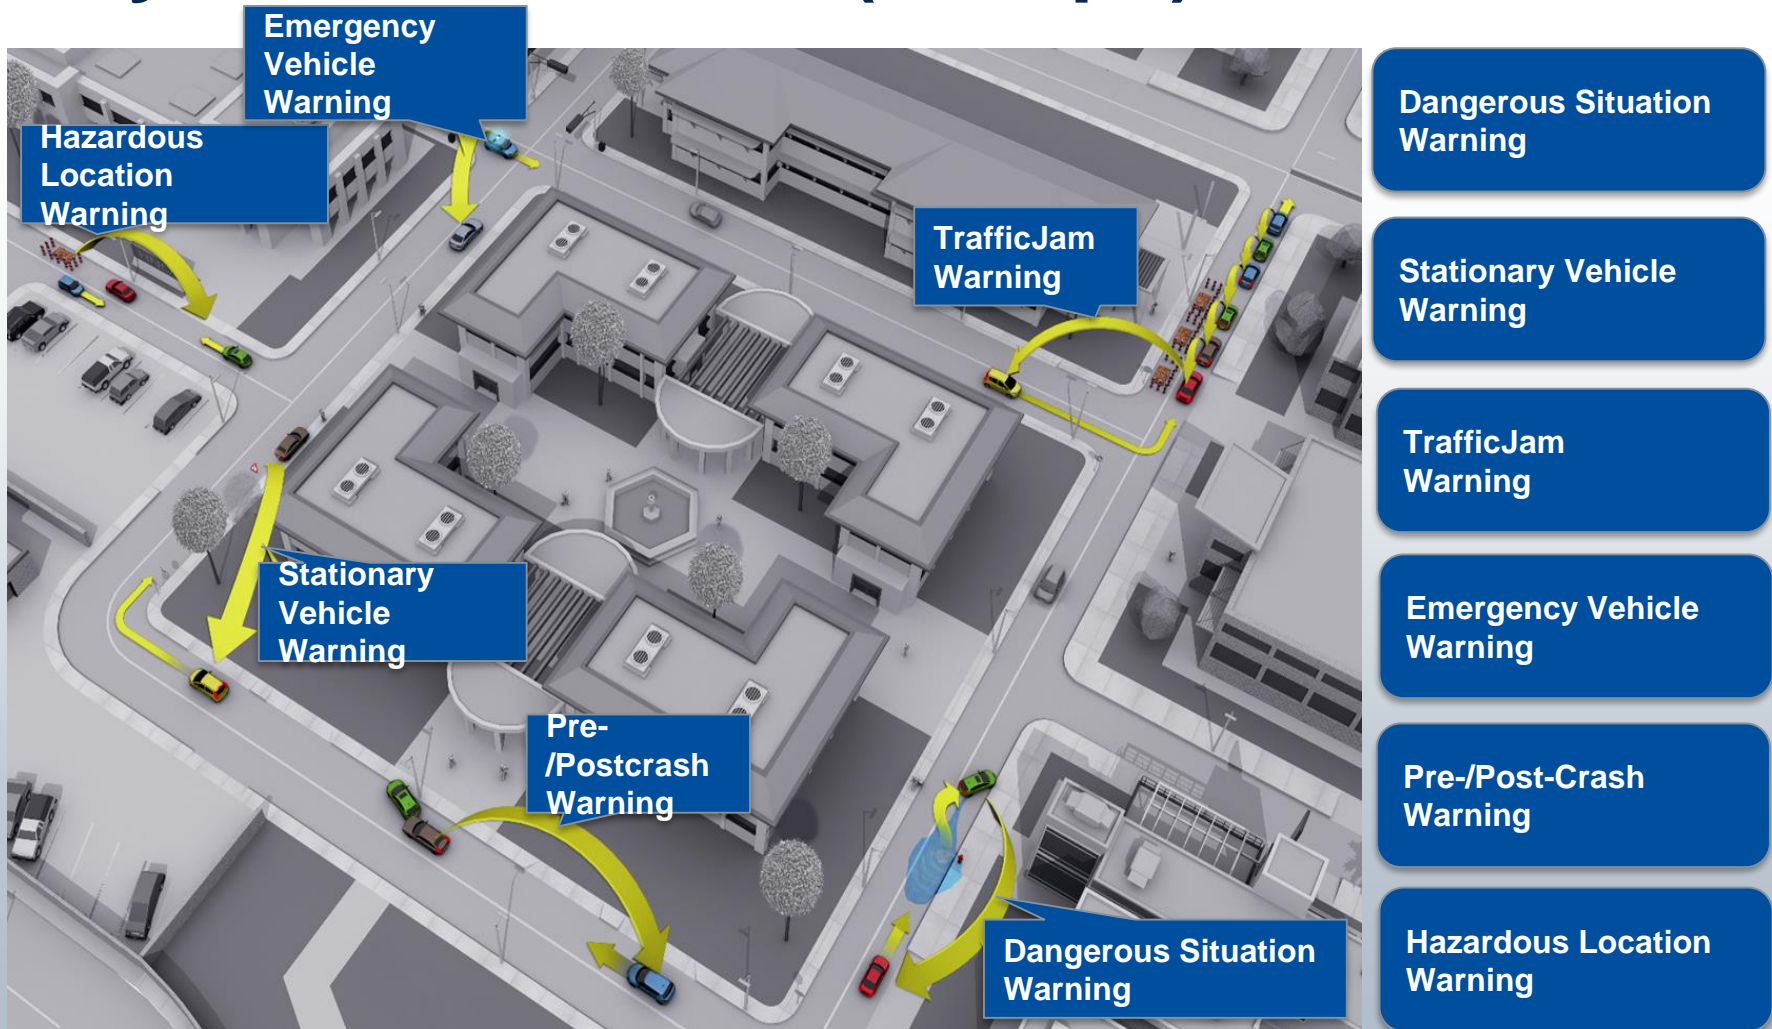 Emergency
Vehicle
Warning
Hazardous
Location
Warning
TrafficJam
Warning
Stationary
Vehicle
Warning
Pre-
/Postcrash
Warning
Dangerous Situation
Warning
Dangerous Situation
Warning
Stationary Vehicle
Warning
TrafficJam
Warning
Emergency Vehicle
Warning
Pre-/Post-Crash
Warning
Hazardous Location
Warning